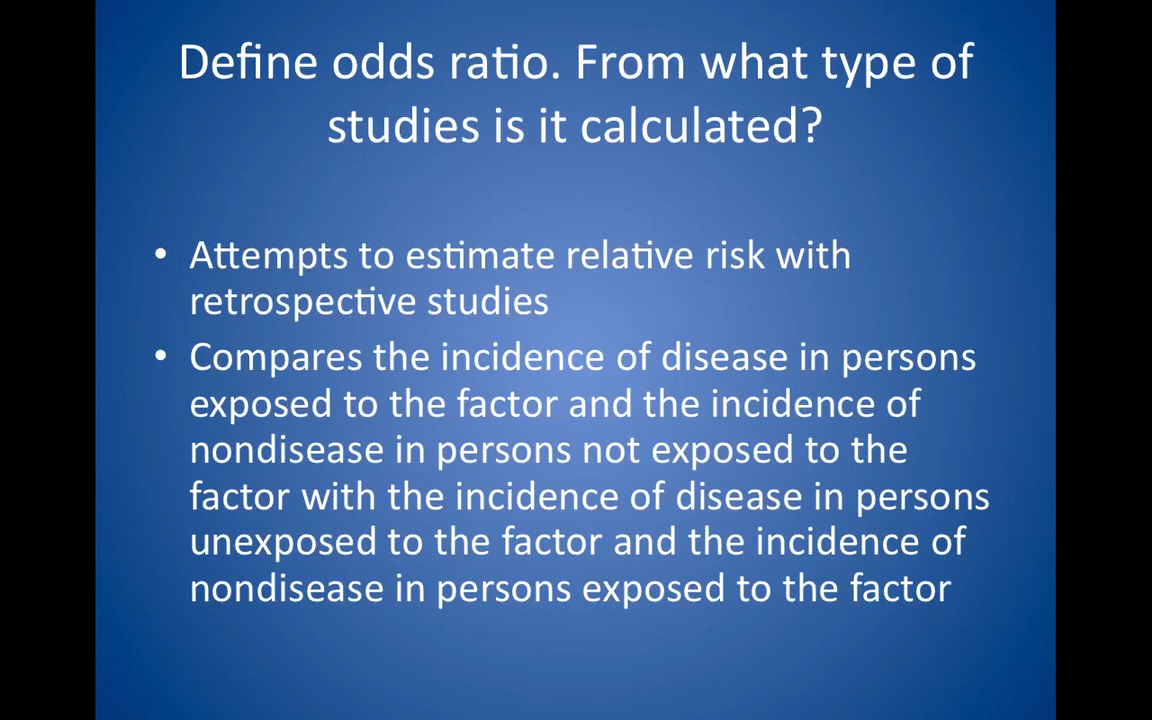 Define odds ratio. From what type of
studies is it calculated?
• Attempts to estimate relative risk with
retrospective studies
• Compares the incidence of disease in persons
exposed to the factor and the incidence of
nondisease in persons not exposed to the
factor with the incidence of disease in persons
unexposed to the factor and the incidence of
nondisease in persons exposed to the factor